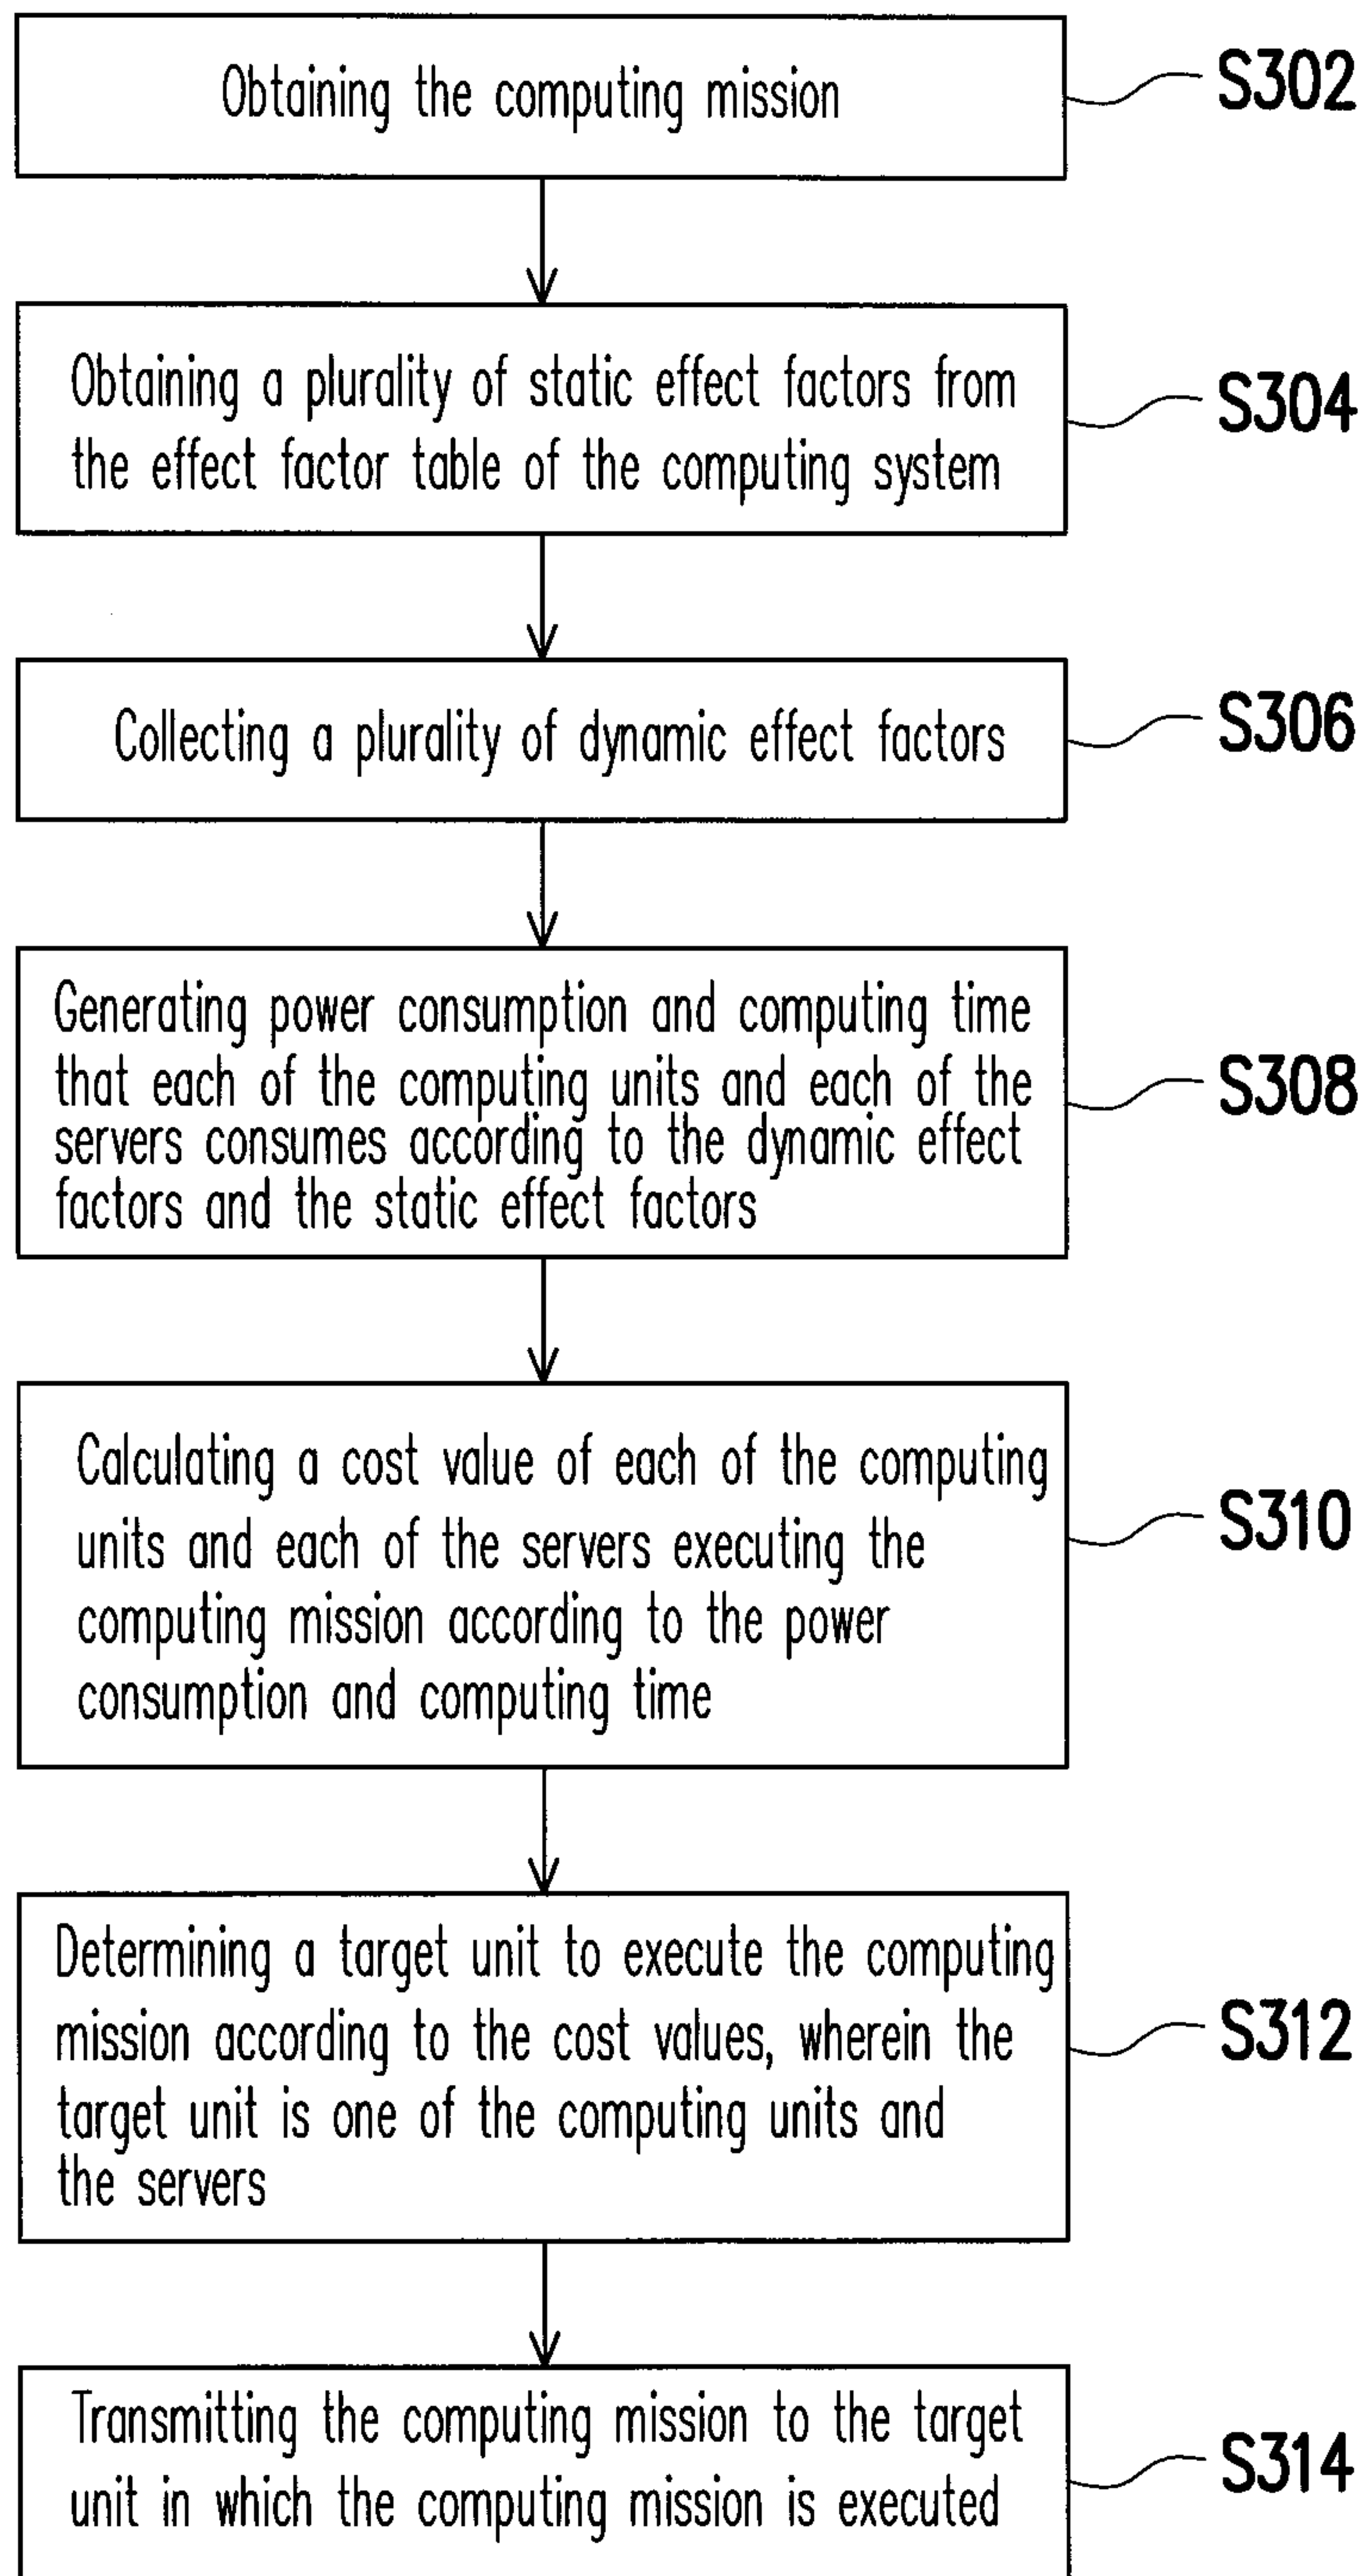 Obtaining the computing mission
S302
Obtaining a plurality of static effect factors from
the effect factor table of the computing system
S304
Collecting a plurality of dynamic effect factors
S306
Generating power consumption and computing time
that each of the computing units and each of the
servers consumes according to the dynamic effect
factors and the static effect factors
S308
Calculating a cost value of each of the computing
units and each of the servers executing the
computing mission according to the power
consumption and computing time
S310
Determining a target unit to execute the computing
mission according to the cost values, wherein the
target unit is one of the computing units and
the servers
S312
Transmitting the computing mission to the target
unit in which the computing mission is executed
S314